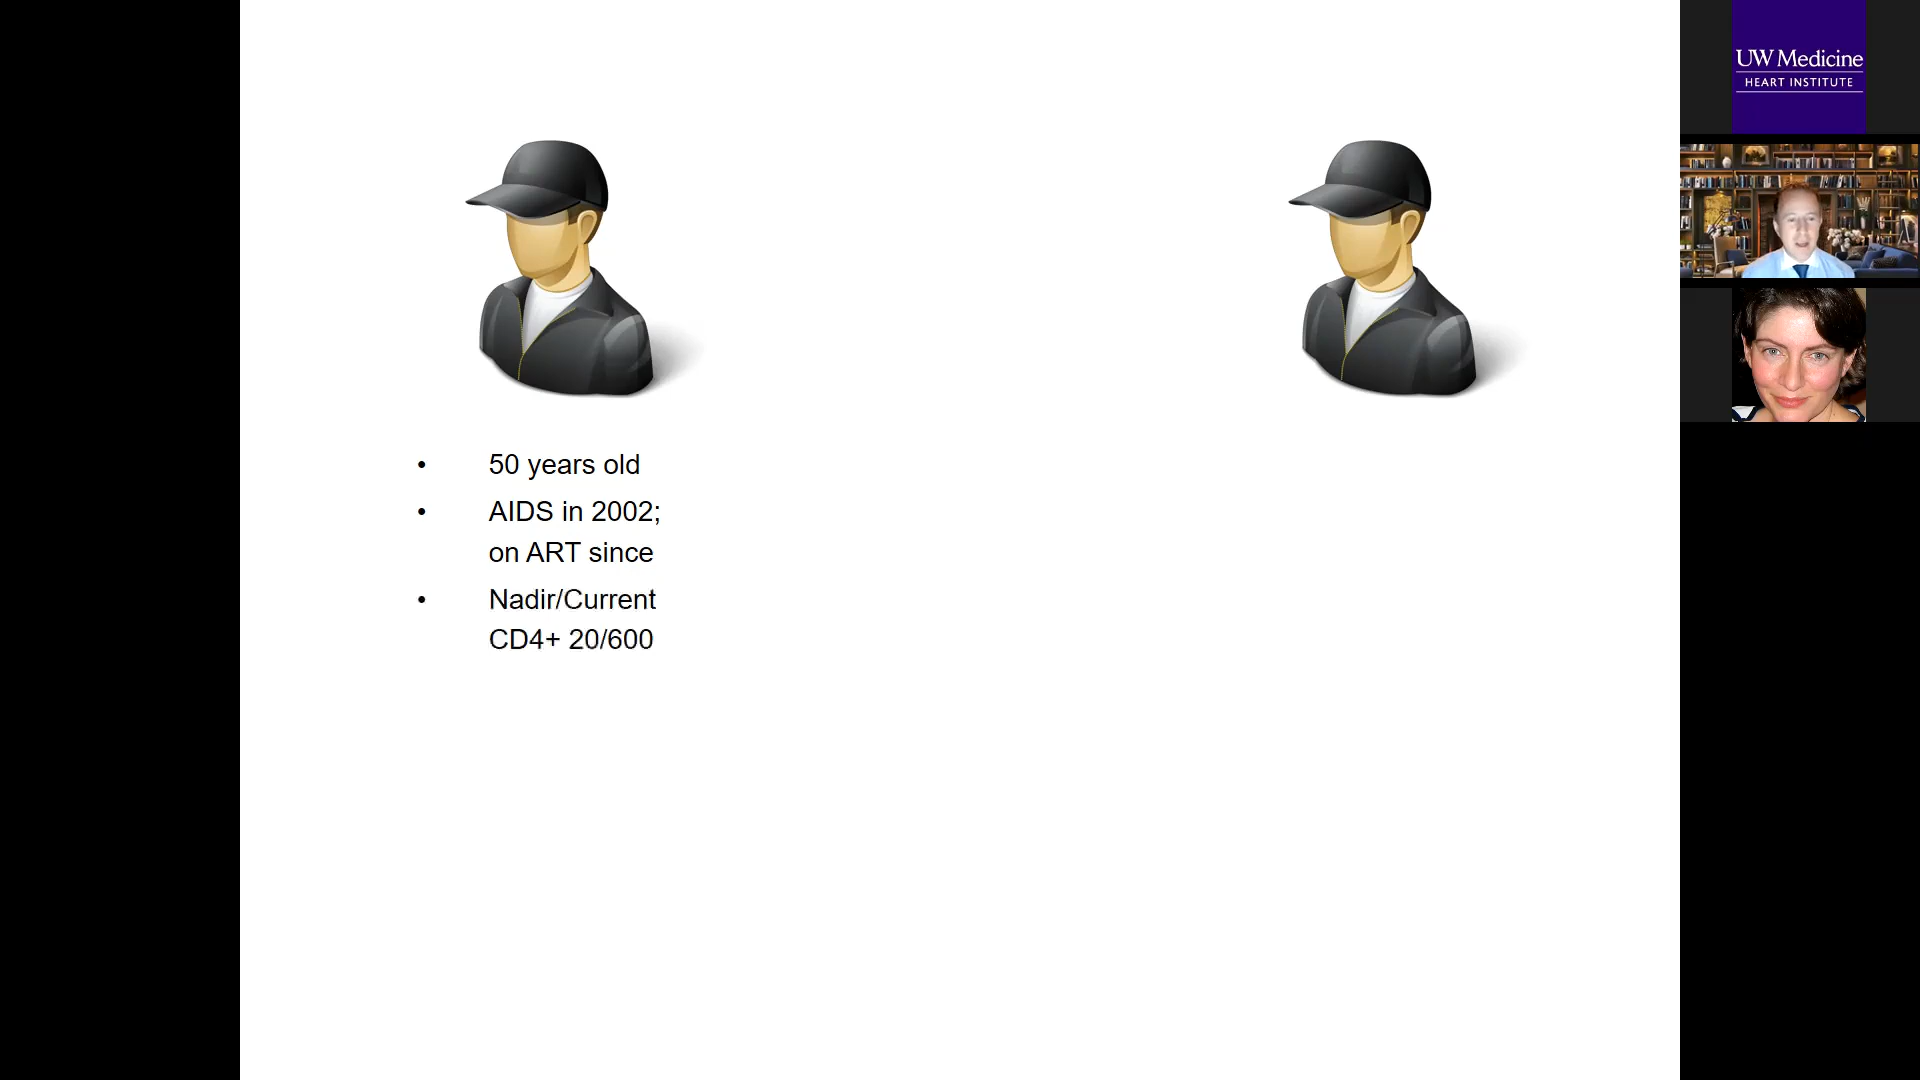 UW Medicine
HEART INSTITUTE
• 50 years old
• AIDS in 2002;
on ART since
• Nadir/Current
CD4+ 20/600